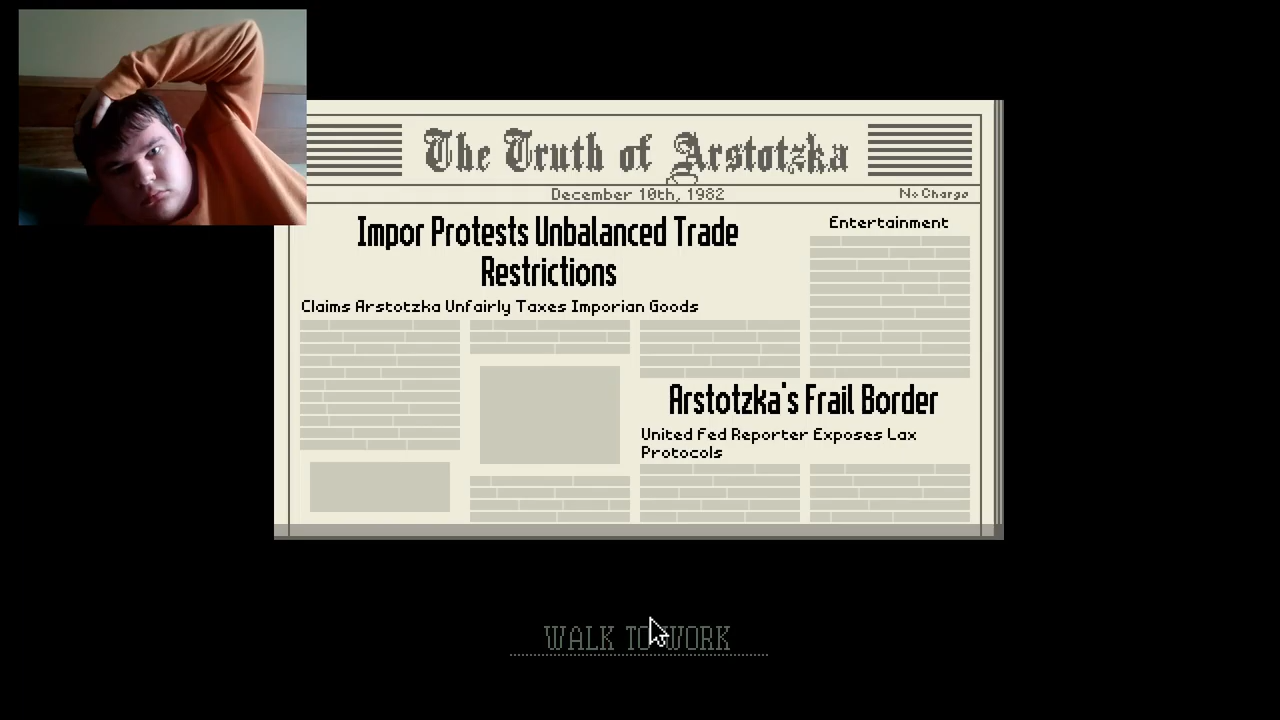 The Truth of Arstotzka
December 10th, 1982
No Charge
Impor Protests Unbalanced Trade
Restrictions
Claims Arstotzka Unfairly Taxes Imporian Goods
Entertainment
Arstotzka's Frail Border
United Fed Reporter Exposes Lax
Protocols
WALK TO WORK